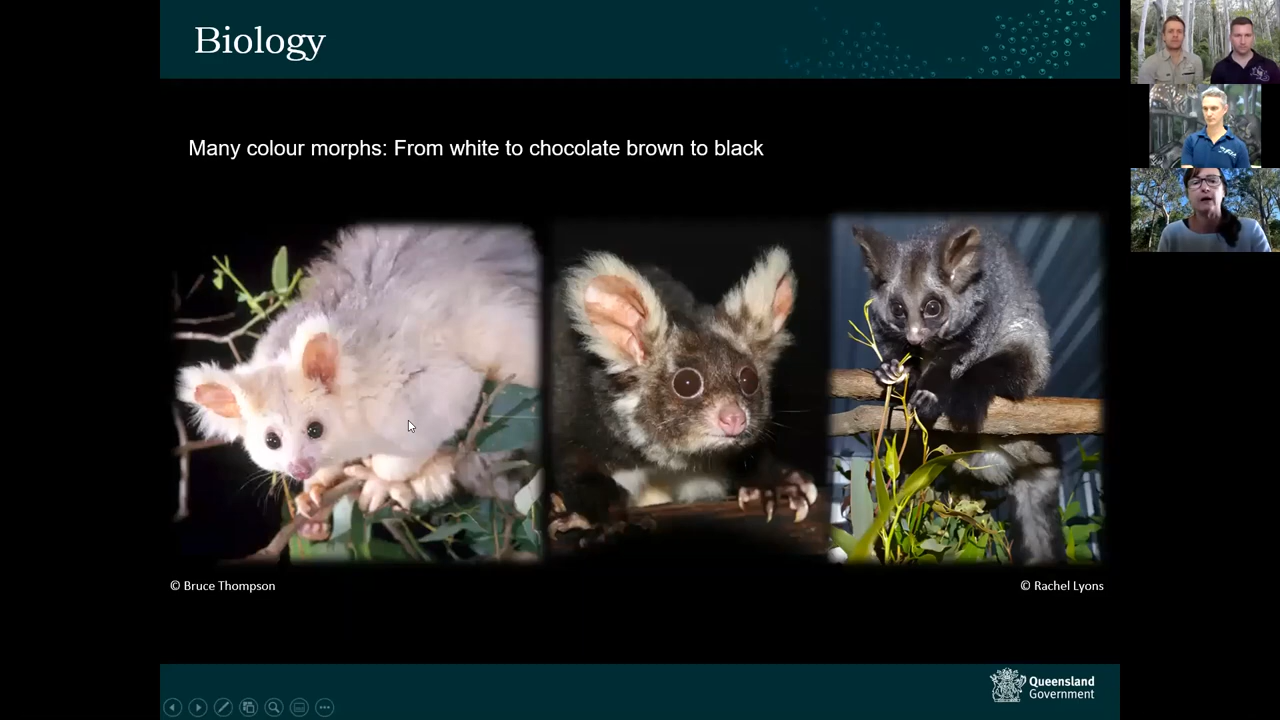 Biology
Many colour morphs: From white to chocolate brown to black
© Bruce Thompson
© Rachel Lyons
Queensland
Government